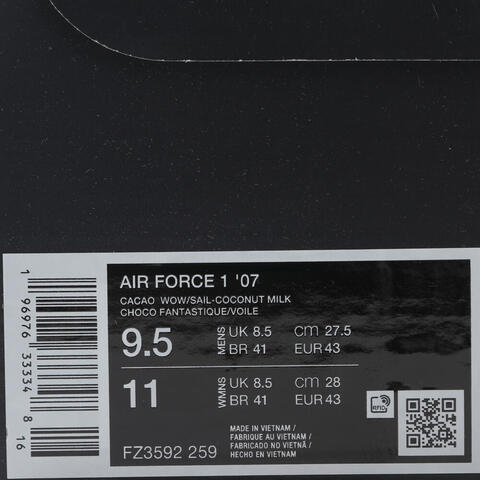 AIR FORCE 1 '07
CACAO WOW/SAIL-COCONUT MILK
CHOCO FANTASTIQUE/VOILE
9.5 MENS UK 8.5 cm 27.5
BR 41 EUR 43
11 WMNS UK 8.5 cm 28
BR 41 EUR 43
RFID
FZ3592 259
MADE IN VIETNAM /
FABRIQUE AU VIETNAM /
FABRICADO NO VIETNÃ /
HECHO EN VIETNAM
1 96976 33334 8
16